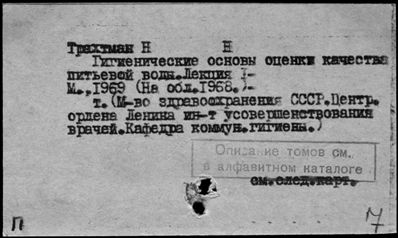 Трахтман Н Н
Гигиенические основы оценки качества
питьевой воды.Лекция I-
М.,1969 (На обл.1968.)-
т.(М-во здравоохранения СССР.Центр.
ордена Ленина ин-т усовершенствования
врачей.Кафедра коммун.гигиены.)
Описание томов см.
в алфавитном каталоге
см.след.карт.
П 7